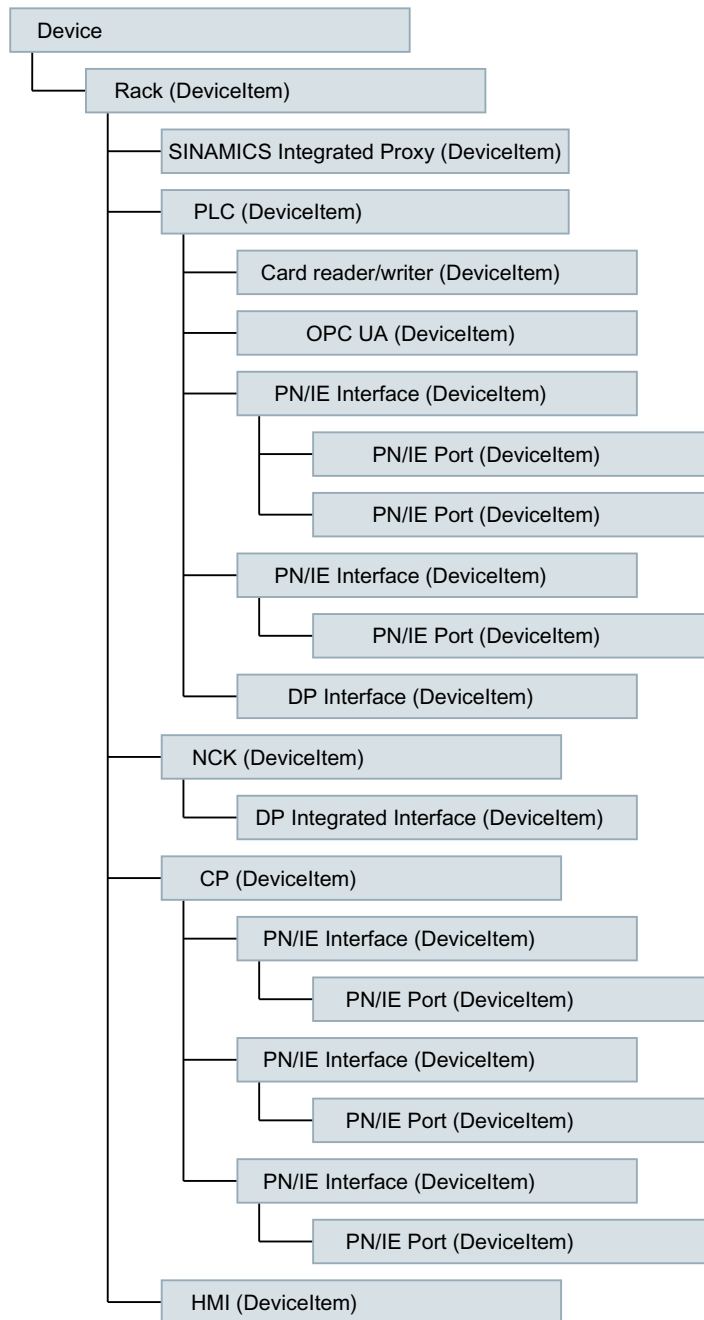 Device
Rack (DeviceItem)
SINAMICS Integrated Proxy (DeviceItem)
PLC (DeviceItem)
Card reader/writer (DeviceItem)
OPC UA (DeviceItem)
PN/IE Interface (DeviceItem)
PN/IE Port (DeviceItem)
PN/IE Port (DeviceItem)
PN/IE Interface (DeviceItem)
PN/IE Port (DeviceItem)
DP Interface (DeviceItem)
NCK (DeviceItem)
DP Integrated Interface (DeviceItem)
CP (DeviceItem)
PN/IE Interface (DeviceItem)
PN/IE Port (DeviceItem)
PN/IE Interface (DeviceItem)
PN/IE Port (DeviceItem)
PN/IE Interface (DeviceItem)
PN/IE Port (DeviceItem)
HMI (DeviceItem)